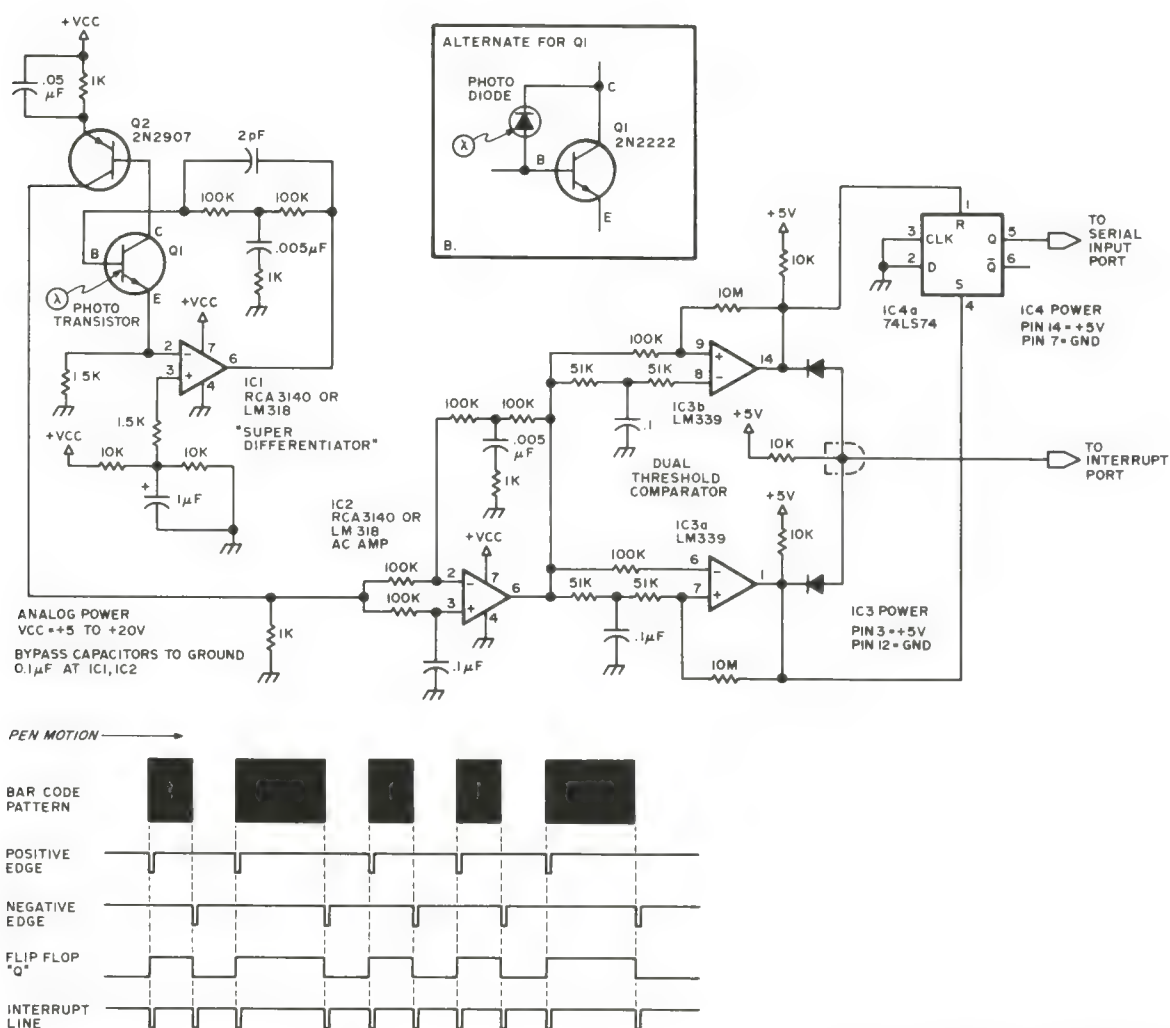 +VCC
.05
µF
1K
Q2
2N2907
2pF
100K
100K
.005µF
1K
B
C
Q1
E
λ
PHOTO
TRANSISTOR
+VCC
7
2
3
6
4
1.5K
1.5K
IC1
RCA3140 OR
LM318
"SUPER
DIFFERENTIATOR"
+VCC
10K
10K
+
1µF
ALTERNATE FOR Q1
PHOTO
DIODE
λ
C
Q1
2N2222
B
E
B.
+5V
10K
10M
100K
9
+
8
−
14
51K
51K
.1
IC3b
LM339
1
R
3
CLK
Q
5
2
D
Q̅
6
S
4
IC4a
74LS74
TO
SERIAL
INPUT
PORT
IC4 POWER
PIN 14=+5V
PIN 7=GND
+5V
10K
TO
INTERRUPT
PORT
DUAL
THRESHOLD
COMPARATOR
IC3a
LM339
+5V
10K
100K
6
−
7
+
1
51K
51K
.1µF
10M
IC3 POWER
PIN 3=+5V
PIN 12=GND
100K
100K
.005
µF
1K
IC2
RCA3140 OR
LM 318
AC AMP
+VCC
100K
2
7
100K
3
6
4
.1µF
1K
ANALOG POWER
VCC=+5 TO +20V
BYPASS CAPACITORS TO GROUND
0.1µF AT IC1, IC2
PEN MOTION
BAR CODE
PATTERN
POSITIVE
EDGE
NEGATIVE
EDGE
FLIP FLOP
"Q"
INTERRUPT
LINE